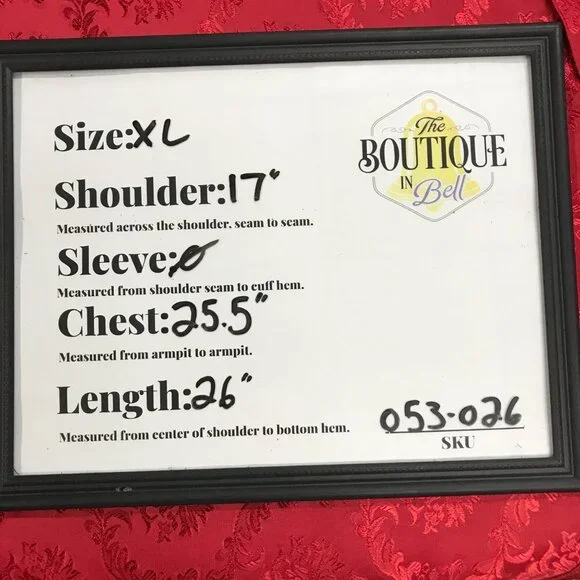 Size:XL
The
BOUTIQUE
IN
Bell
Shoulder:17"
Measured across the shoulder, seam to seam.
Sleeve:Ø
Measured from shoulder seam to cuff hem.
Chest:25.5"
Measured from armpit to armpit.
Length:26"
Measured from center of shoulder to bottom hem.
053-026
SKU